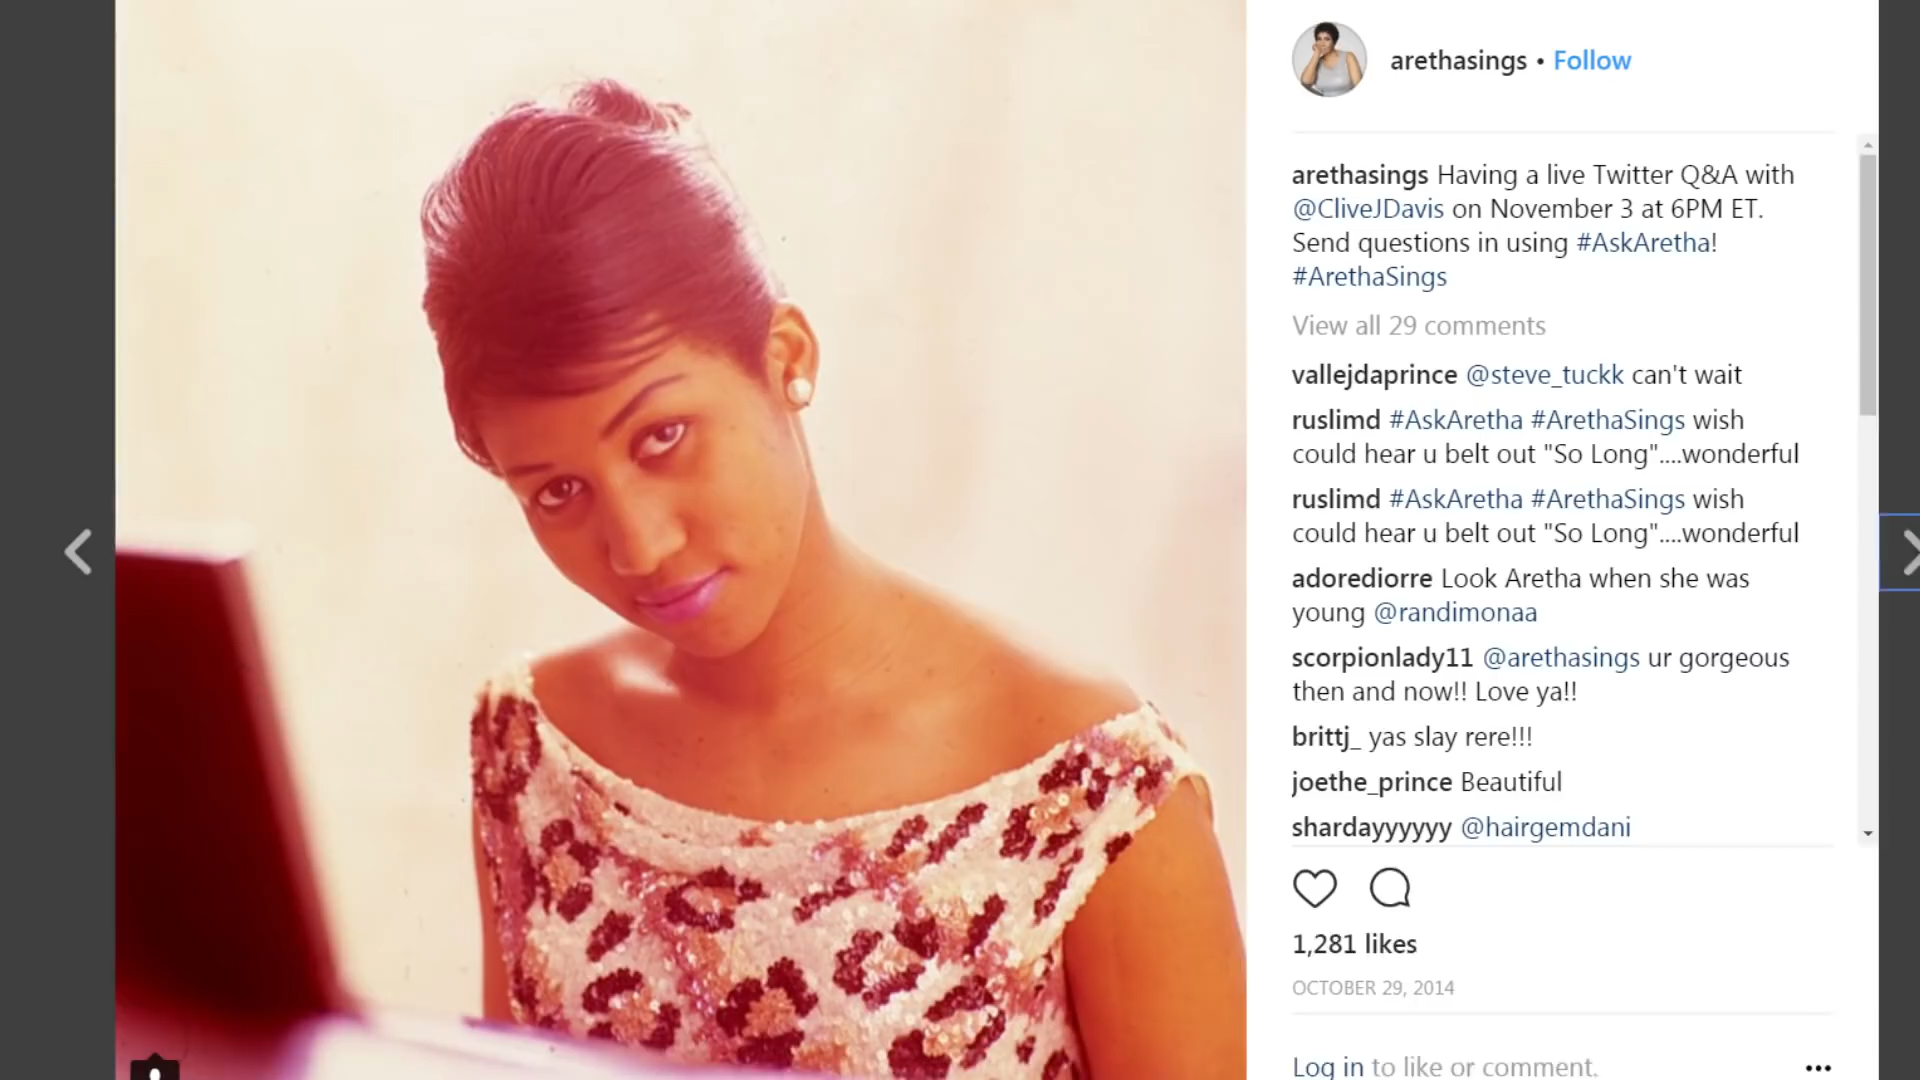 arethasings • Follow
arethasings Having a live Twitter Q&A with
@CliveJDavis on November 3 at 6PM ET.
Send questions in using #AskAretha!
#ArethaSings
View all 29 comments
vallejdaprince @steve_tuckk can't wait
ruslimd #AskAretha #ArethaSings wish
could hear u belt out "So Long"....wonderful
ruslimd #AskAretha #ArethaSings wish
could hear u belt out "So Long"....wonderful
adorediorre Look Aretha when she was
young @randimonaa
scorpionlady11 @arethasings ur gorgeous
then and now!! Love ya!!
brittj_ yas slay rere!!!
joethe_prince Beautiful
shardayyyyyy @hairgemdani
1,281 likes
OCTOBER 29, 2014
Log in to like or comment.